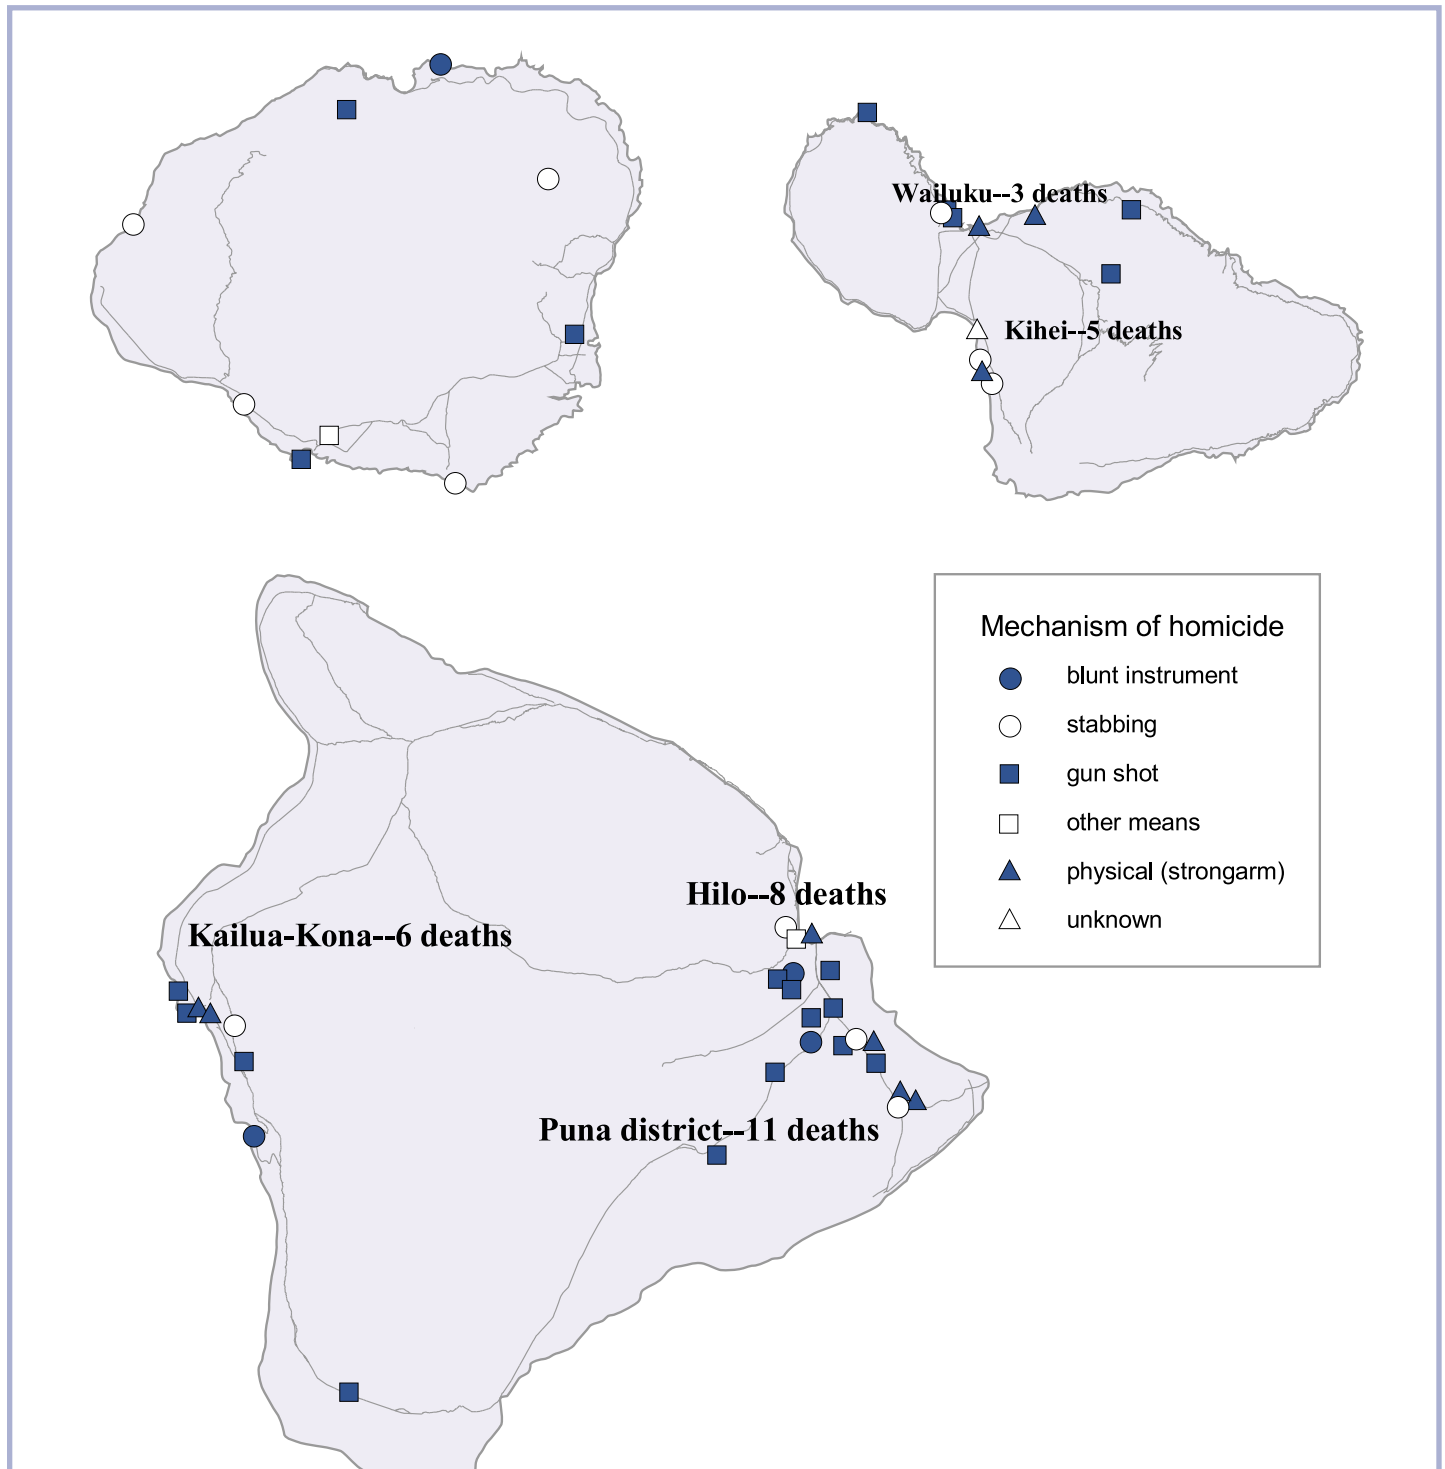 Wailuku--3 deaths
Kihei--5 deaths
Mechanism of homicide
blunt instrument
stabbing
gun shot
other means
physical (strongarm)
unknown
Hilo--8 deaths
Kailua-Kona--6 deaths
Puna district--11 deaths